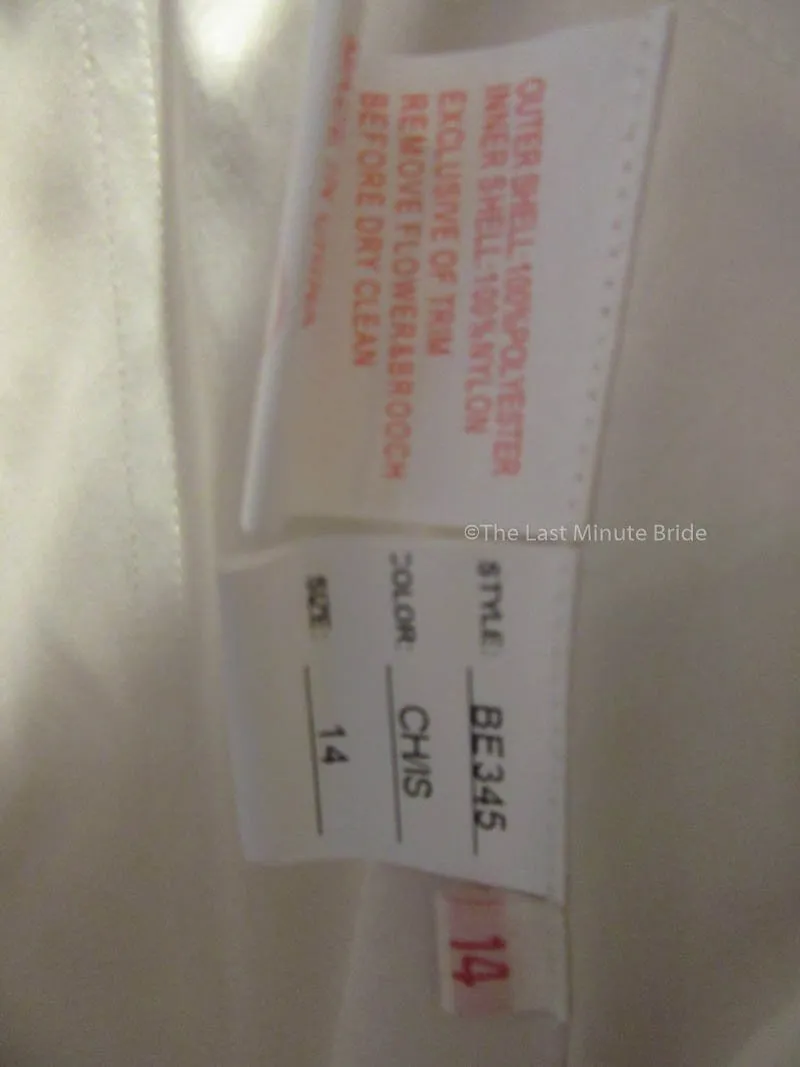 OUTER SHELL-100%POLYESTER
INNER SHELL-100%NYLON
EXCLUSIVE OF TRIM
REMOVE FLOWER&BROOCH
BEFORE DRY CLEAN
©The Last Minute Bride
STYLE: BE345
COLOR: CH/IS
SIZE: 14
14